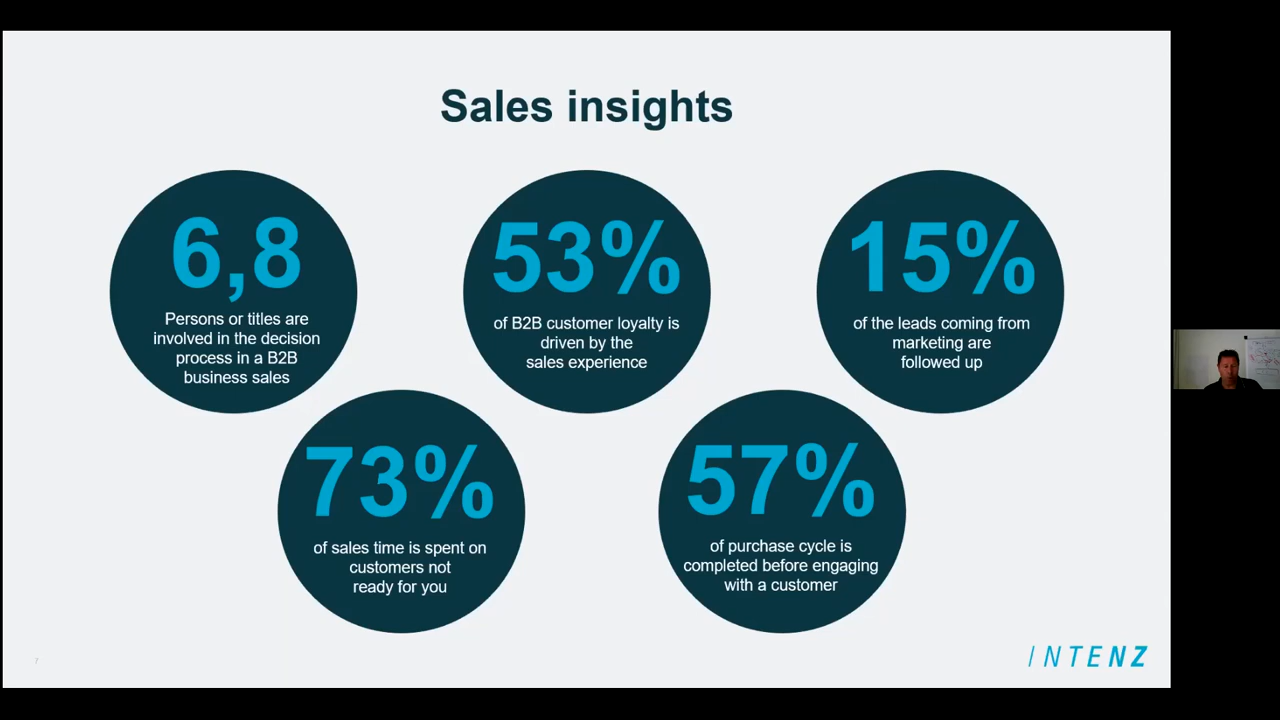 Sales insights
6,8
Persons or titles are
involved in the decision
process in a B2B
business sales
53%
of B2B customer loyalty is
driven by the
sales experience
15%
of the leads coming from
marketing are
followed up
73%
of sales time is spent on
customers not
ready for you
57%
of purchase cycle is
completed before engaging
with a customer
INTENZ